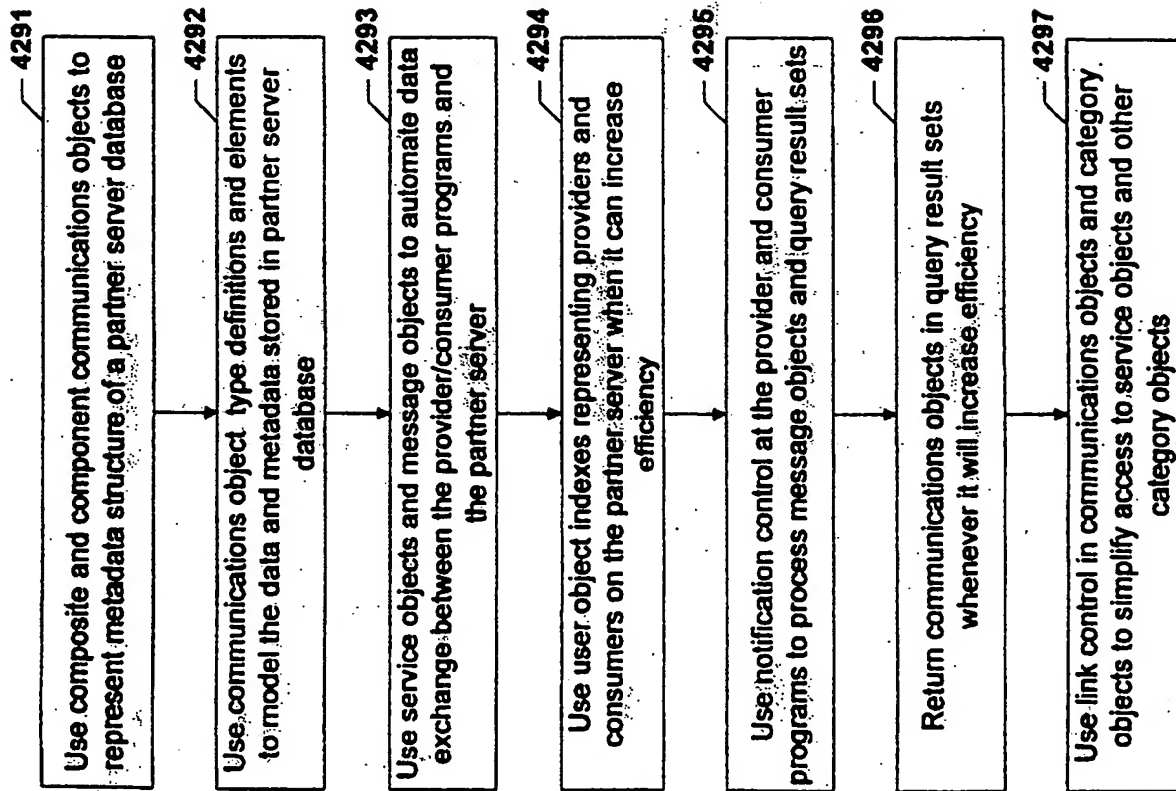 4291
Use composite and component communications objects to
represent metadata structure of a partner server database
4292
Use communications object type definitions and elements
to model the data and metadata stored in partner server
database
4293
Use service objects and message objects to automate data
exchange between the provider/consumer programs and
the partner server
4294
Use user object indexes representing providers and
consumers on the partner server when it can increase
efficiency
4295
Use notification control at the provider and consumer
programs to process message objects and query result sets
4296
Return communications objects in query result sets
whenever it will increase efficiency
4297
Use link control in communications objects and category
objects to simplify access to service objects and other
category objects